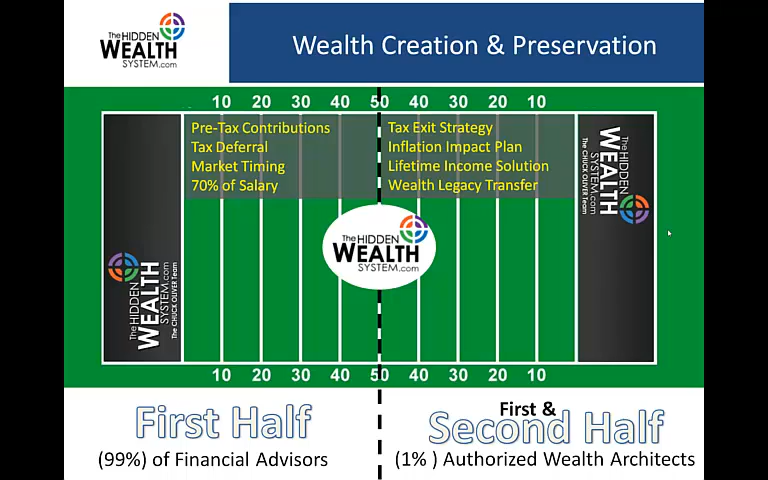 The HIDDEN
WEALTH
SYSTEM.com
Wealth Creation & Preservation
10 20 30 40 50 40 30 20 10
Pre-Tax Contributions
Tax Deferral
Market Timing
70% of Salary
Tax Exit Strategy
Inflation Impact Plan
Lifetime Income Solution
Wealth Legacy Transfer
The HIDDEN
WEALTH
SYSTEM.com
The CHUCK OLIVER Team
The HIDDEN
WEALTH
SYSTEM.com
The HIDDEN
WEALTH
SYSTEM.com
The CHUCK OLIVER Team
10 20 30 40 50 40 30 20 10
First Half
(99%) of Financial Advisors
First &
Second Half
(1% ) Authorized Wealth Architects